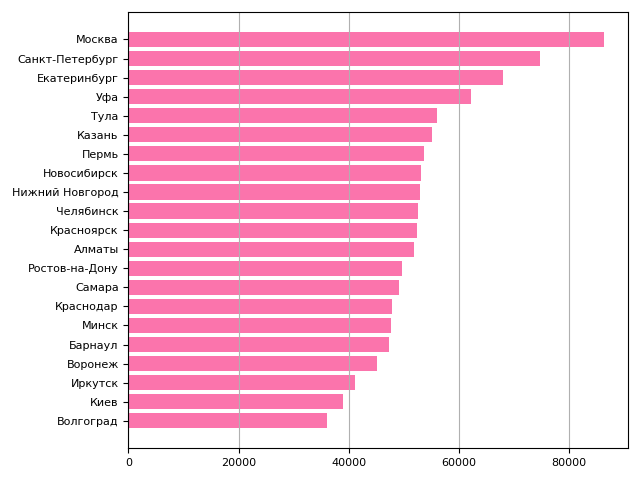 Москва
Санкт-Петербург
Екатеринбург
Уфа
Тула
Казань
Пермь
Новосибирск
Нижний Новгород
Челябинск
Красноярск
Алматы
Ростов-на-Дону
Самара
Краснодар
Минск
Барнаул
Воронеж
Иркутск
Киев
Волгоград
0 20000 40000 60000 80000